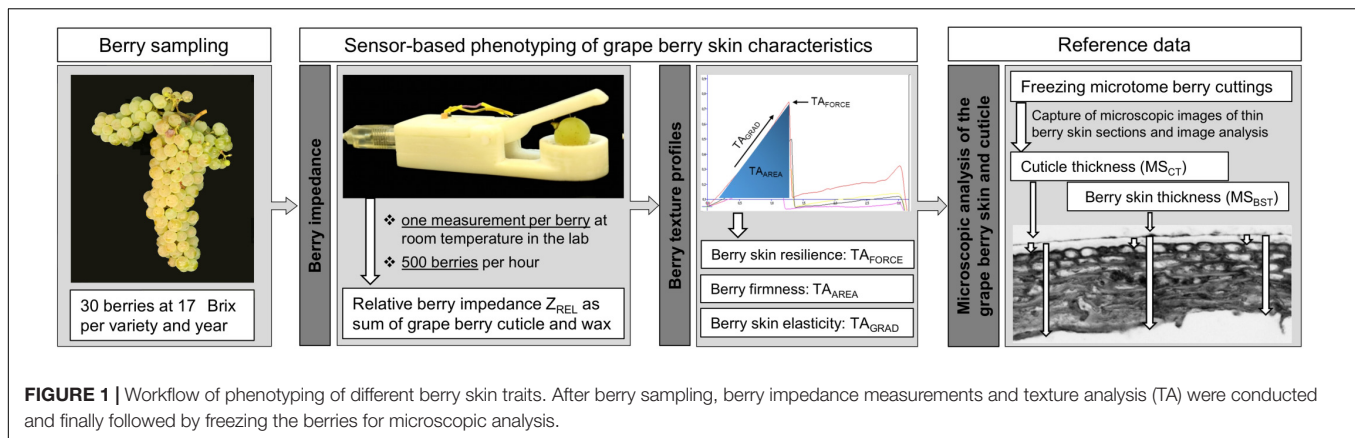 Berry sampling
30 berries at 17 Brix
per variety and year
Sensor-based phenotyping of grape berry skin characteristics
Berry impedance
❖ one measurement per berry at
room temperature in the lab
❖ 500 berries per hour
Relative berry impedance Z_REL as
sum of grape berry cuticle and wax
Berry texture profiles
TA_FORCE
TA_GRAD
TA_AREA
Berry skin resilience: TA_FORCE
Berry firmness: TA_AREA
Berry skin elasticity: TA_GRAD
Reference data
Microscopic analysis of the
grape berry skin and cuticle
Freezing microtome berry cuttings
Capture of microscopic images of thin
berry skin sections and image analysis
Cuticle thickness (MS_CT)
Berry skin thickness (MS_BST)
FIGURE 1 | Workflow of phenotyping of different berry skin traits. After berry sampling, berry impedance measurements and texture analysis (TA) were conducted
and finally followed by freezing the berries for microscopic analysis.